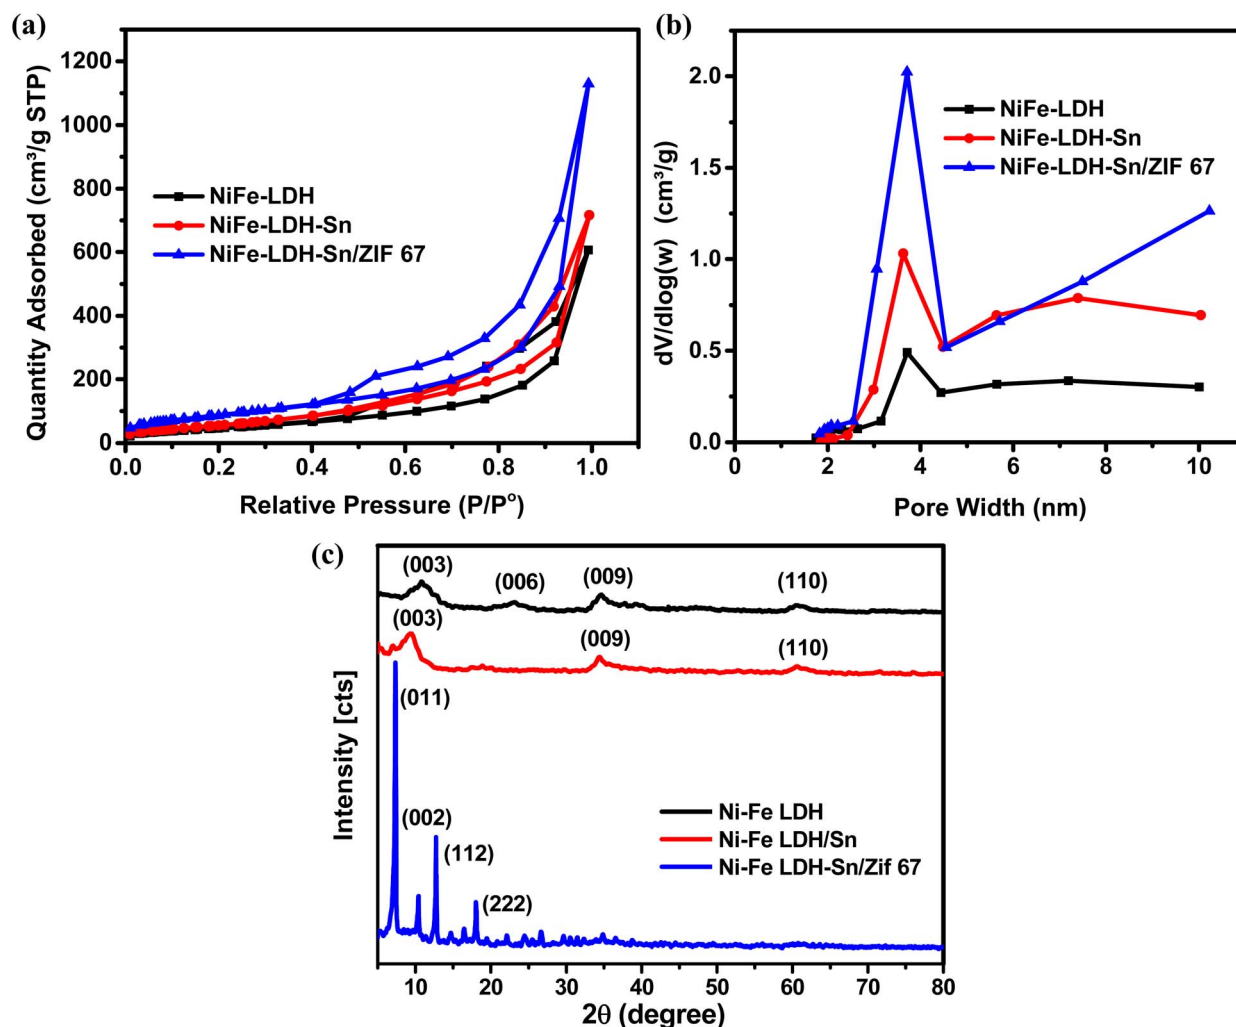 (a)
1200
1000
800
600
400
200
0
0.0 0.2 0.4 0.6 0.8 1.0
Quantity Adsorbed (cm³/g STP)
Relative Pressure (P/P°)
NiFe-LDH
NiFe-LDH-Sn
NiFe-LDH-Sn/ZIF 67
(b)
2.0
1.5
1.0
0.5
0.0
0 2 4 6 8 10
dV/dlog(w) (cm³/g)
Pore Width (nm)
NiFe-LDH
NiFe-LDH-Sn
NiFe-LDH-Sn/ZIF 67
(c)
(003) (006) (009) (110)
(003) (009) (110)
(011)
(002)
(112)
(222)
Ni-Fe LDH
Ni-Fe LDH/Sn
Ni-Fe LDH-Sn/Zif 67
Intensity [cts]
10 20 30 40 50 60 70 80
2θ (degree)